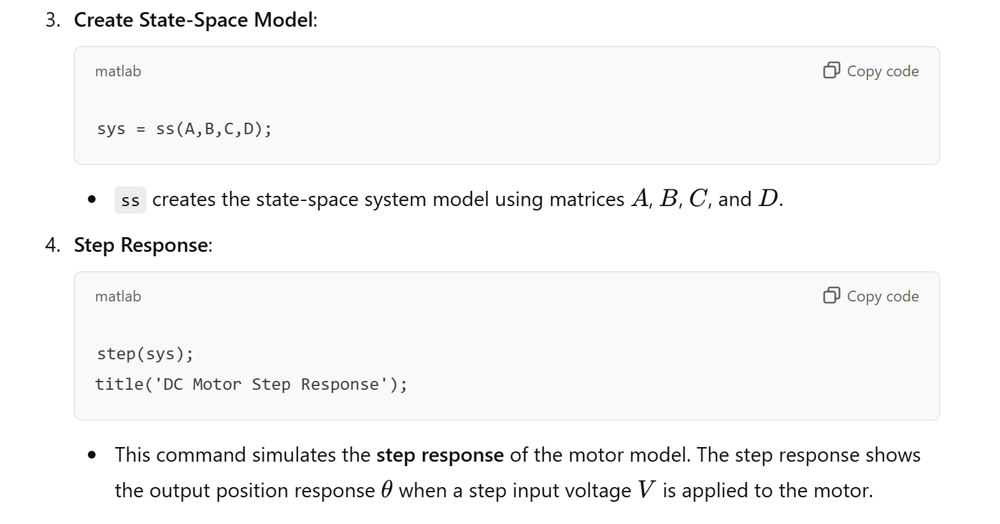 3. Create State-Space Model:
matlab
Copy code
sys = ss(A,B,C,D);
• ss creates the state-space system model using matrices A, B, C, and D.
4. Step Response:
matlab
Copy code
step(sys);
title('DC Motor Step Response');
• This command simulates the step response of the motor model. The step response shows
the output position response θ when a step input voltage V is applied to the motor.